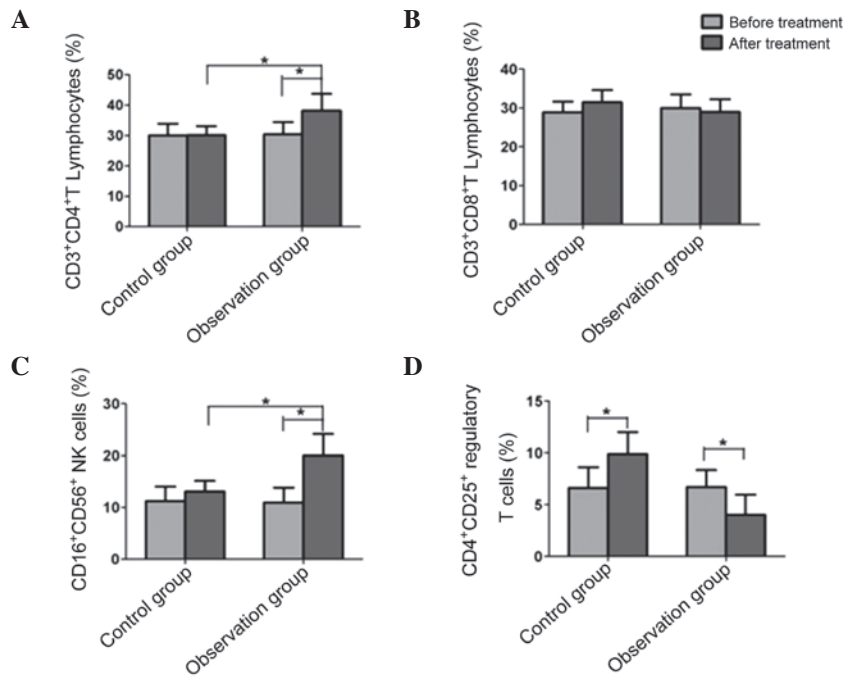 A
CD3⁺CD4⁺T Lymphocytes (%)
50
40
30
20
10
0
*
*
Control group
Observation group
B
Before treatment
After treatment
CD3⁺CD8⁺T Lymphocytes (%)
40
30
20
10
0
Control group
Observation group
C
CD16⁺CD56⁺ NK cells (%)
30
20
10
0
*
*
Control group
Observation group
D
CD4⁺CD25⁺ regulatory
T cells (%)
15
10
5
0
*
*
Control group
Observation group